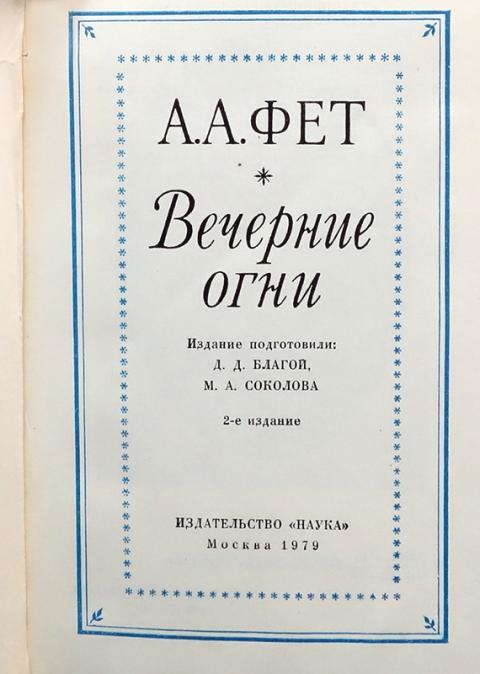 А.А.ФЕТ
Вечерние
огни
Издание подготовили:
Д. Д. БЛАГОЙ,
М. А. СОКОЛОВА
2-е издание
ИЗДАТЕЛЬСТВО «НАУКА»
Москва 1979